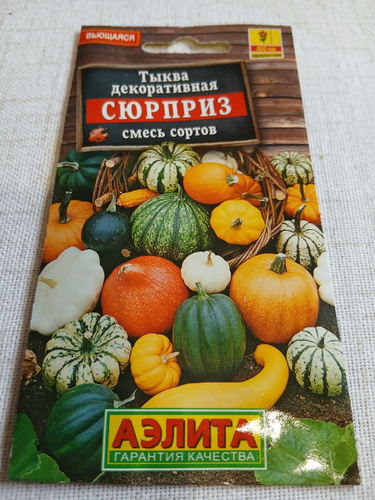 ВЬЮЩАЯСЯ
Тыква
декоративная
СЮРПРИЗ
смесь сортов
АЭЛИТА
ГАРАНТИЯ КАЧЕСТВА